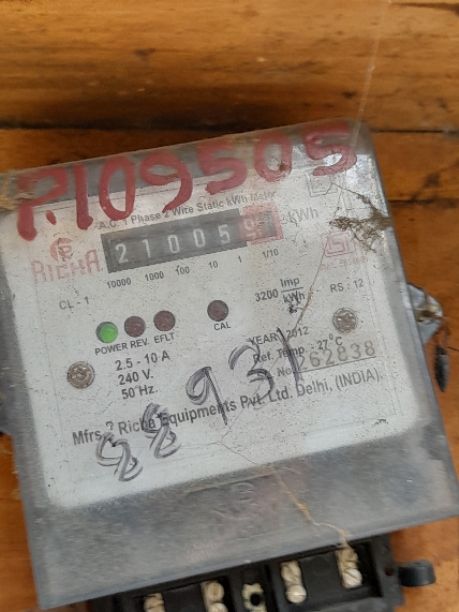 P.109505
A.C. 1 Phase 2 Wire Static kWh Meter
RICHA
210059
kWh
10000 1000 100 10 1 1/10
CL - 1
3200 Imp/kWh
RS : 12
POWER REV. EFLT
CAL
2.5 - 10 A
240 V.
50 Hz.
YEAR : 2012
Ref. Temp. : 27°C
No. 262838
88931
Mfrs. : Richa Equipments Pvt. Ltd. Delhi, (INDIA)